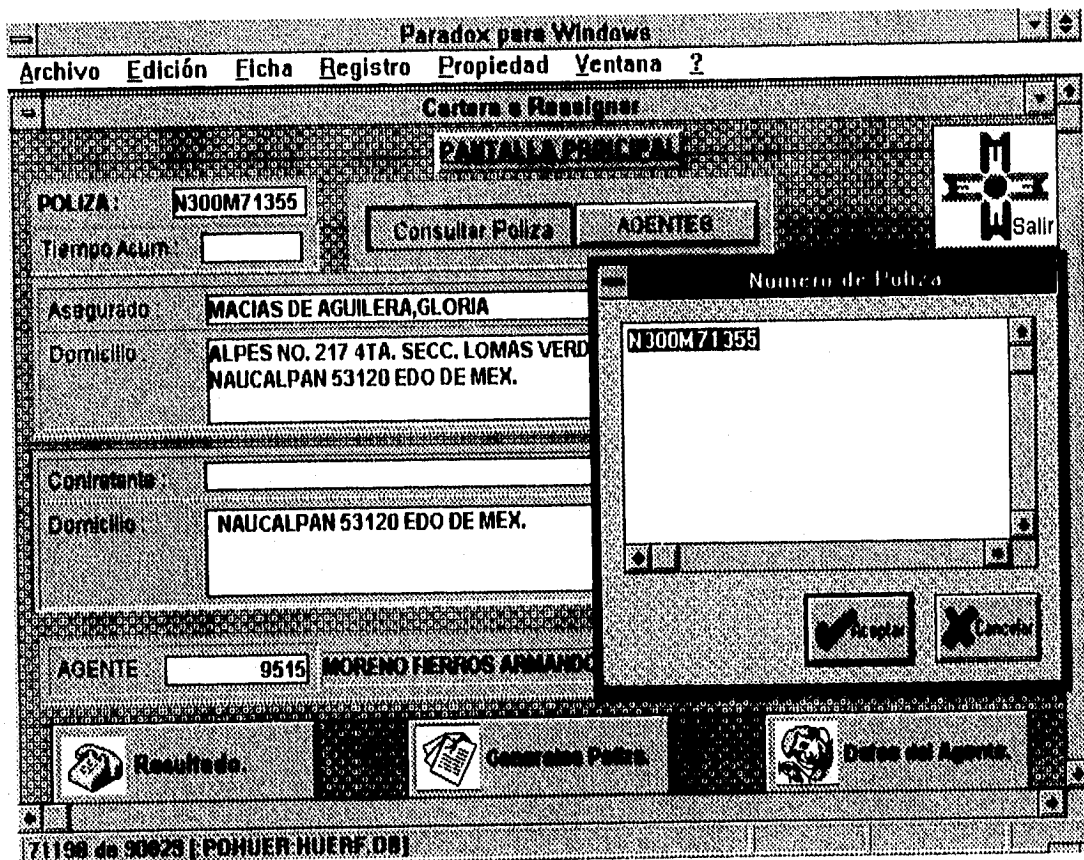 Paradox para Windows
Archivo Edición Ficha Registro Propiedad Ventana ?
Cartera a Reasignar
PANTALLA PRINCIPAL
POLIZA : N300M71355
Tiempo Acum.:
Consultar Poliza
AGENTES
Salir
Asegurado : MACIAS DE AGUILERA,GLORIA
Domicilio : ALPES NO. 217 4TA. SECC. LOMAS VERD
NAUCALPAN 53120 EDO DE MEX.
Contratante :
Domicilio : NAUCALPAN 53120 EDO DE MEX.
AGENTE : 9515 MORENO FIERROS ARMANDO
Numero de Poliza
N300M71355
Aceptar
Cancelar
Resultado.
Poliza.
Datos del Agente.
71198 de [:POHUER:HUERF.DB]